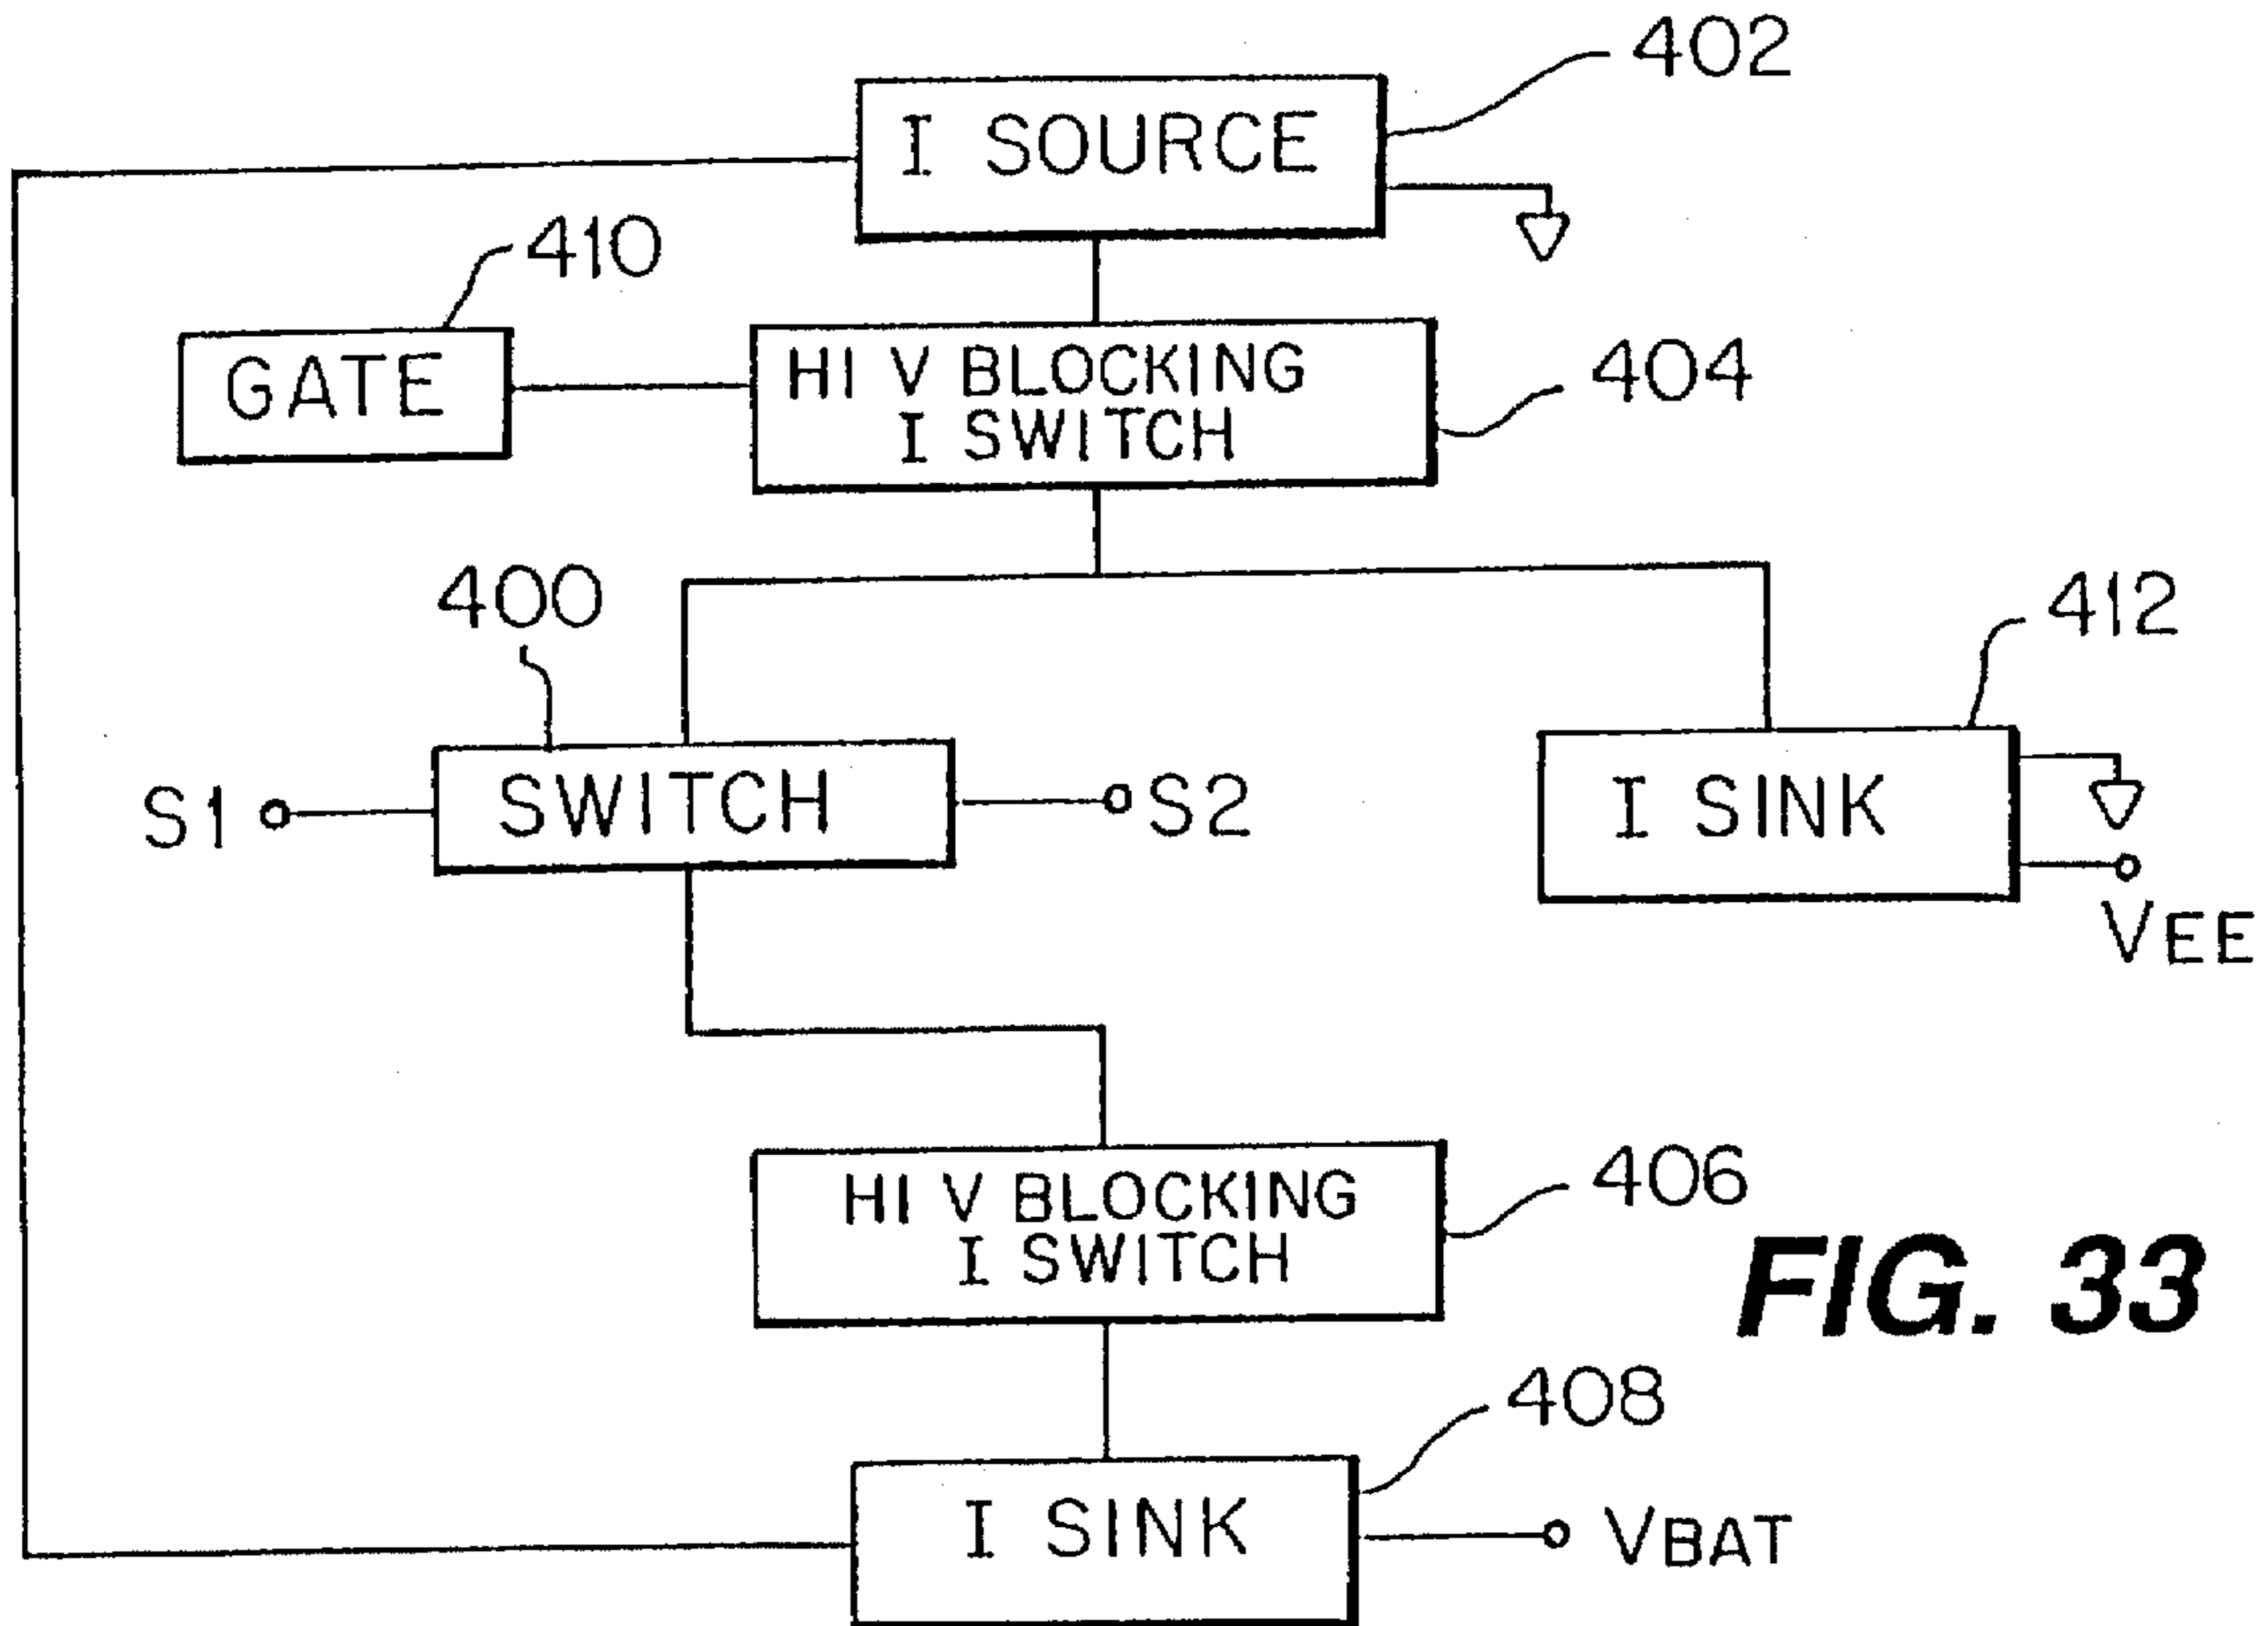 402
I SOURCE
410
GATE
HI V BLOCKING
I SWITCH
404
400
412
S1
SWITCH
S2
I SINK
VEE
HI V BLOCKING
I SWITCH
406
FIG. 33
408
I SINK
VBAT